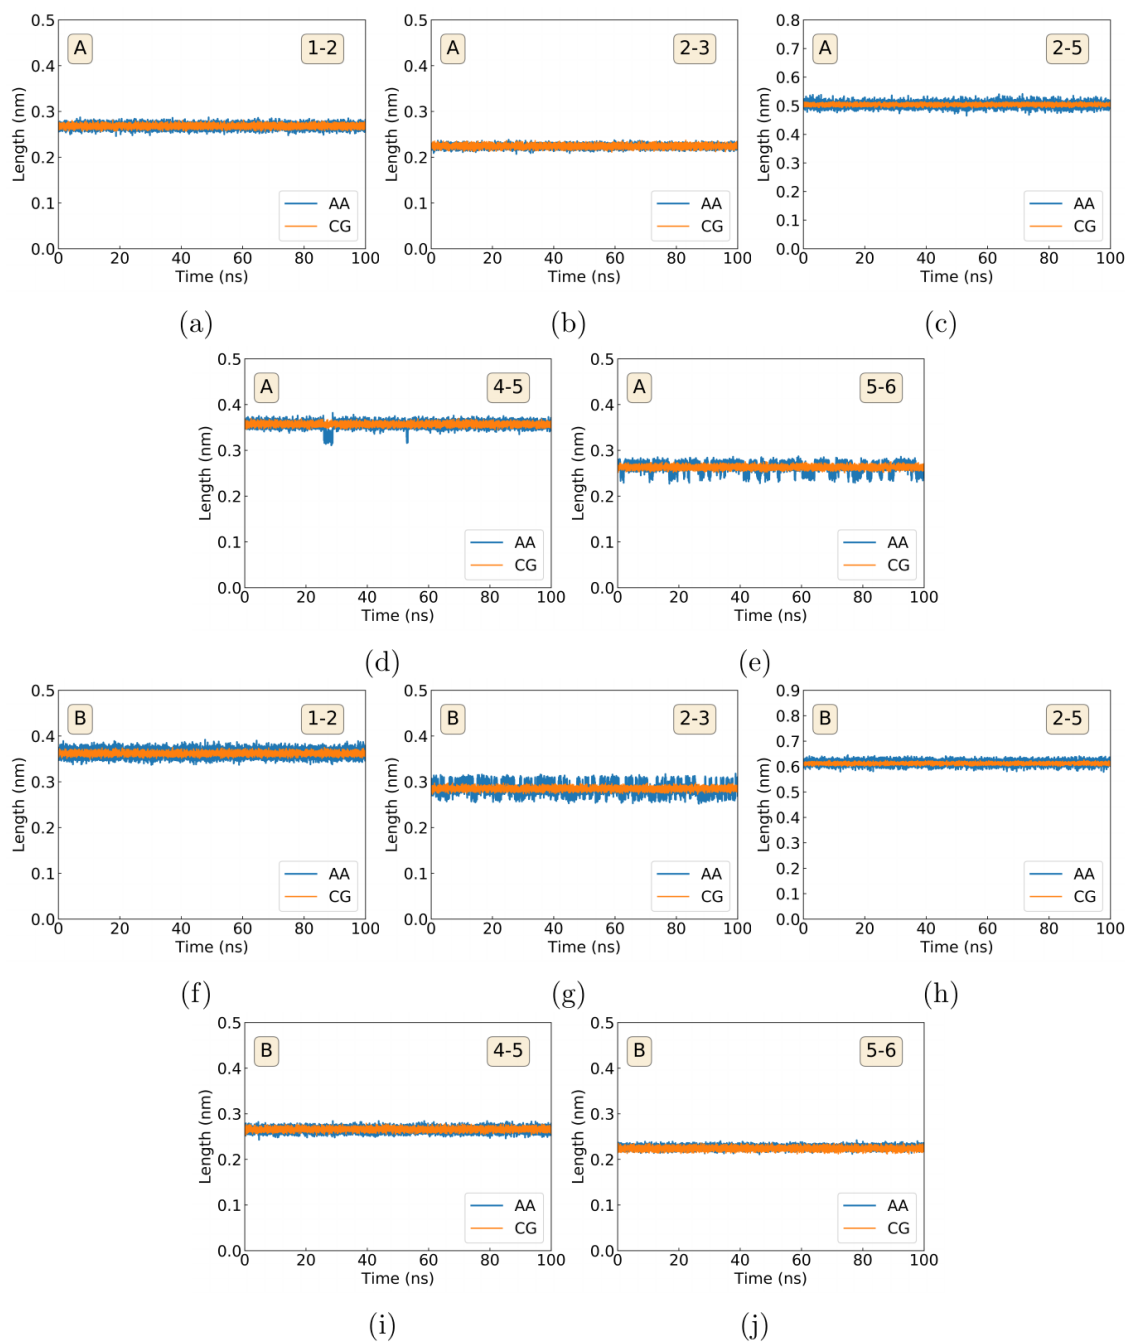 A 1-2
Length (nm)
0.5
0.4
0.3
0.2
0.1
0.0
AA
CG
0 20 40 60 80 100
Time (ns)
(a)
A 2-3
Length (nm)
0.5
0.4
0.3
0.2
0.1
0.0
AA
CG
0 20 40 60 80 100
Time (ns)
(b)
A 2-5
Length (nm)
0.8
0.7
0.6
0.5
0.4
0.3
0.2
0.1
0.0
AA
CG
0 20 40 60 80 100
Time (ns)
(c)
A 4-5
Length (nm)
0.5
0.4
0.3
0.2
0.1
0.0
AA
CG
0 20 40 60 80 100
Time (ns)
(d)
A 5-6
Length (nm)
0.5
0.4
0.3
0.2
0.1
0.0
AA
CG
0 20 40 60 80 100
Time (ns)
(e)
B 1-2
Length (nm)
0.5
0.4
0.3
0.2
0.1
0.0
AA
CG
0 20 40 60 80 100
Time (ns)
(f)
B 2-3
Length (nm)
0.5
0.4
0.3
0.2
0.1
0.0
AA
CG
0 20 40 60 80 100
Time (ns)
(g)
B 2-5
Length (nm)
0.9
0.8
0.7
0.6
0.5
0.4
0.3
0.2
0.1
0.0
AA
CG
0 20 40 60 80 100
Time (ns)
(h)
B 4-5
Length (nm)
0.5
0.4
0.3
0.2
0.1
0.0
AA
CG
0 20 40 60 80 100
Time (ns)
(i)
B 5-6
Length (nm)
0.5
0.4
0.3
0.2
0.1
0.0
AA
CG
0 20 40 60 80 100
Time (ns)
(j)